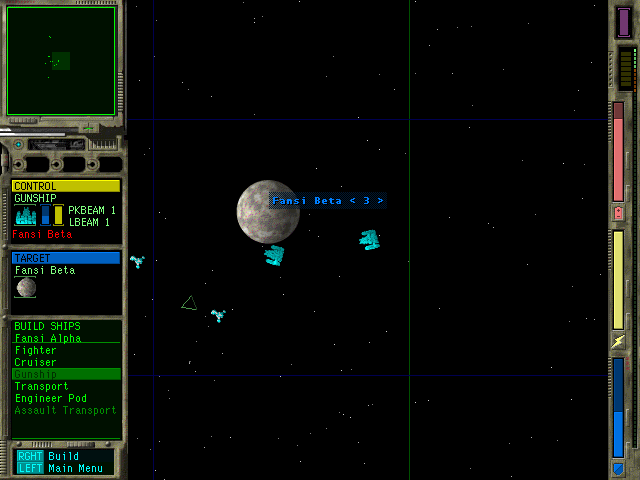 CONTROL
GUNSHIP
PKBEAM 1
LBEAM 1
Fansi Beta
TARGET
Fansi Beta
BUILD SHIPS
Fansi Alpha
Fighter
Cruiser
Gunship
Transport
Engineer Pod
Assault Transport
RGHT Build
LEFT Main Menu
Fansi Beta < 3 >